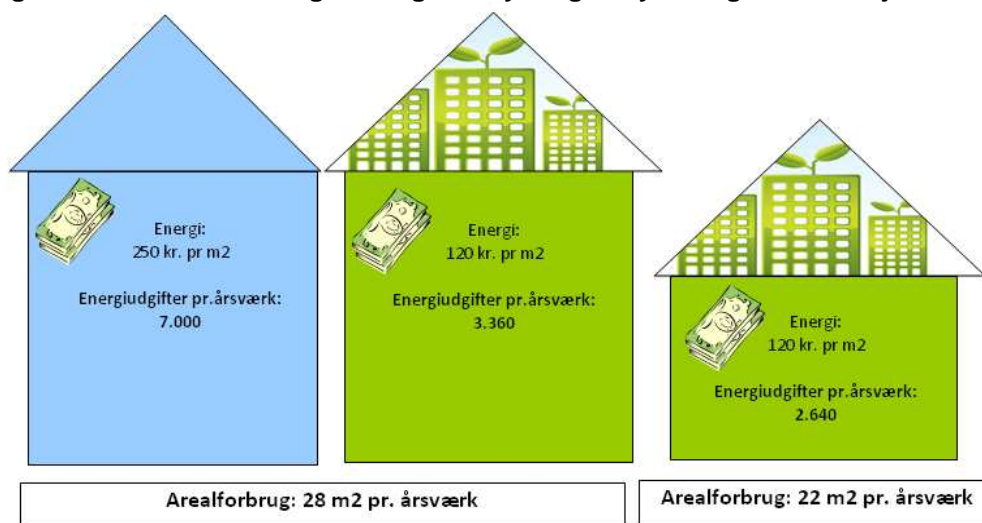 Energi:
250 kr. pr m2
Energiudgifter pr.årsværk:
7.000
Energi:
120 kr. pr m2
Energiudgifter pr.årsværk:
3.360
Energi:
120 kr. pr m2
Energiudgifter pr.årsværk:
2.640
Arealforbrug: 28 m2 pr. årsværk
Arealforbrug: 22 m2 pr. årsværk